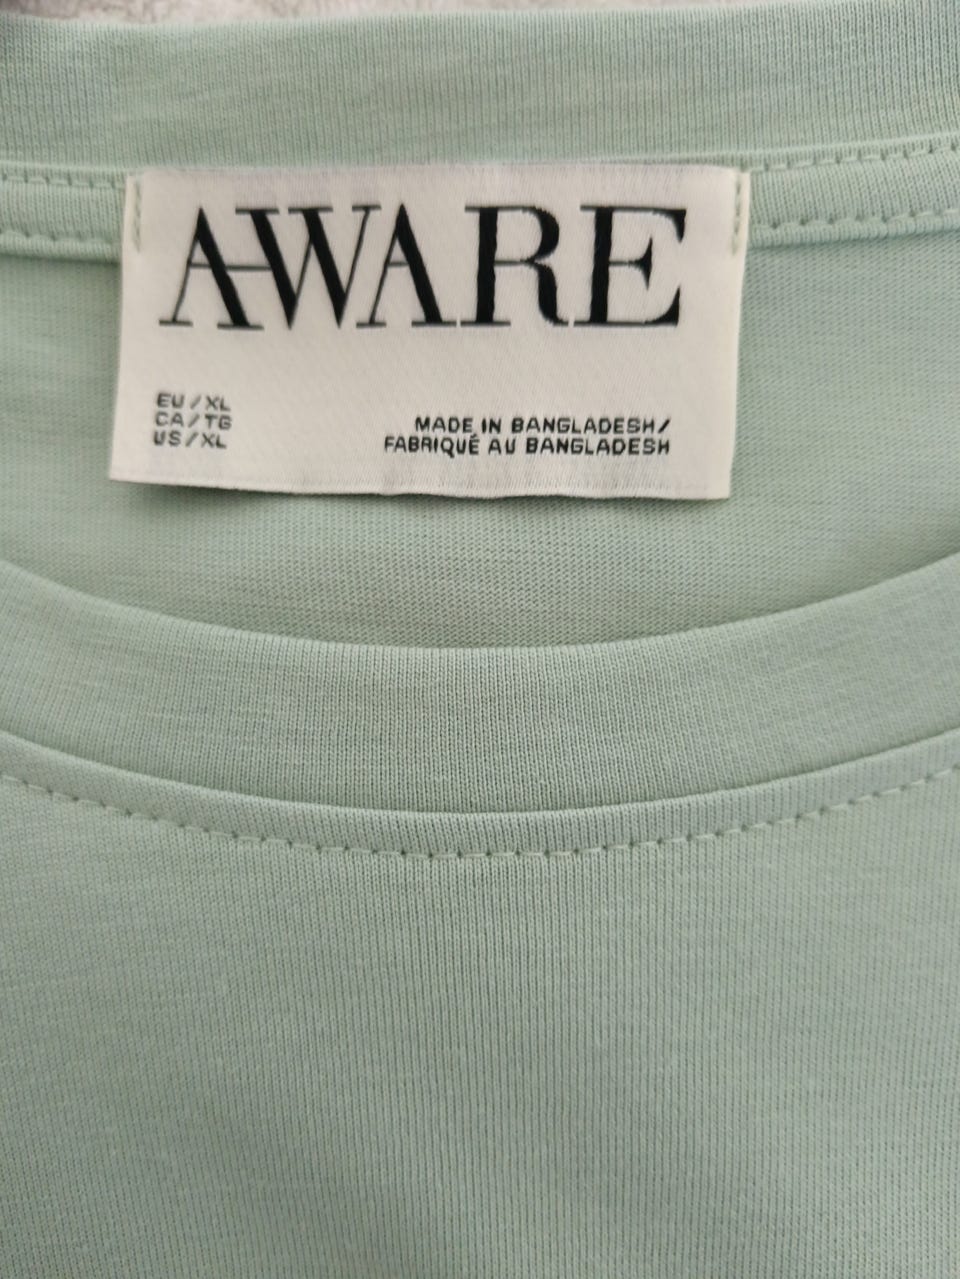 AWARE
EU/XL
CA/TG
US/XL
MADE IN BANGLADESH/
FABRIQUÉ AU BANGLADESH